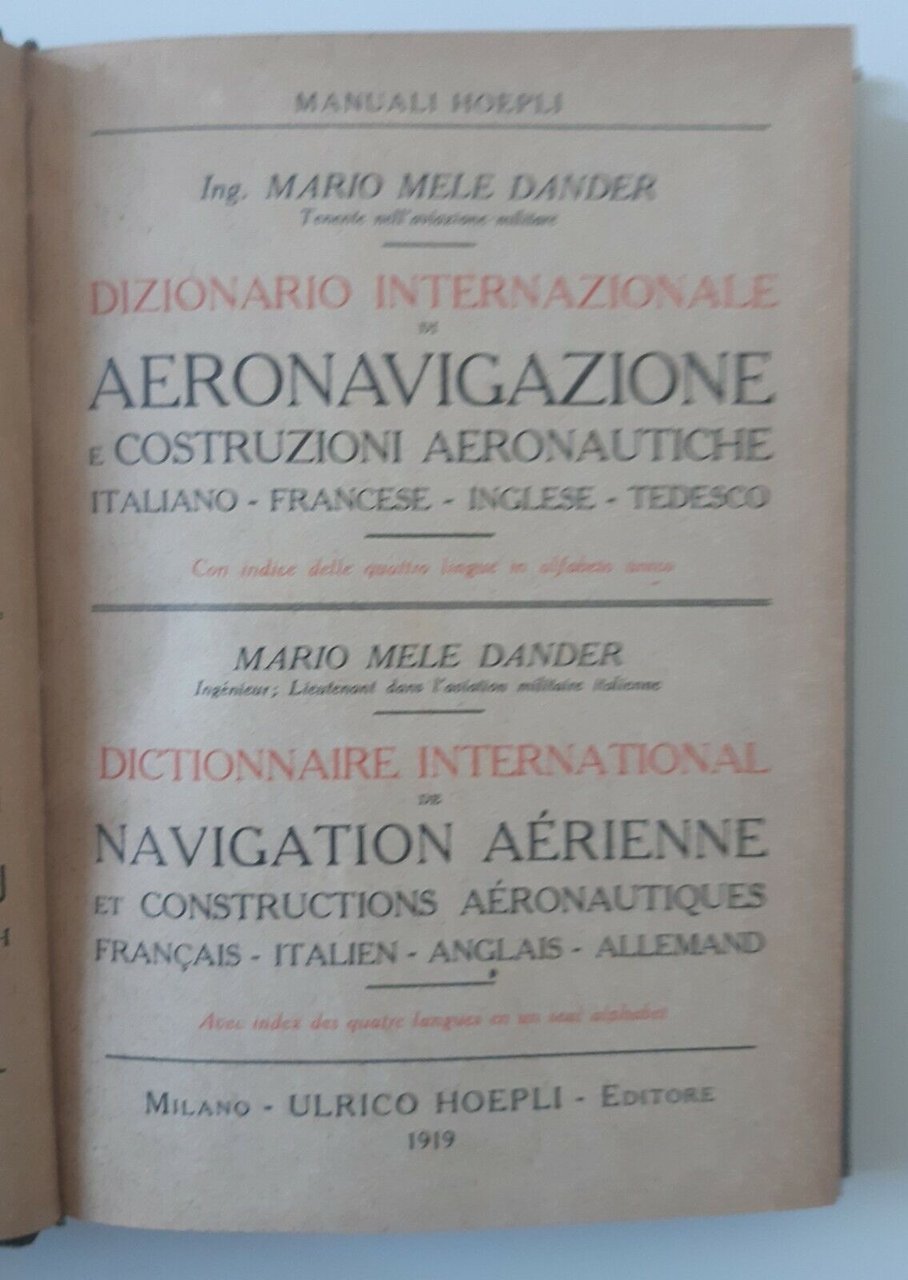 MANUALI HOEPLI
Ing. MARIO MELE DANDER
Tenente nell'aviazione militare
DIZIONARIO INTERNAZIONALE
DI
AERONAVIGAZIONE
E COSTRUZIONI AERONAUTICHE
ITALIANO - FRANCESE - INGLESE - TEDESCO
Con indice delle quattro lingue in alfabeto unico
MARIO MELE DANDER
Ingénieur; Lieutenant dans l'aviation militaire italienne
DICTIONNAIRE INTERNATIONAL
DE
NAVIGATION AÉRIENNE
ET CONSTRUCTIONS AÉRONAUTIQUES
FRANÇAIS - ITALIEN - ANGLAIS - ALLEMAND
Avec index des quatre langues en un seul alphabet
MILANO - ULRICO HOEPLI - EDITORE
1919